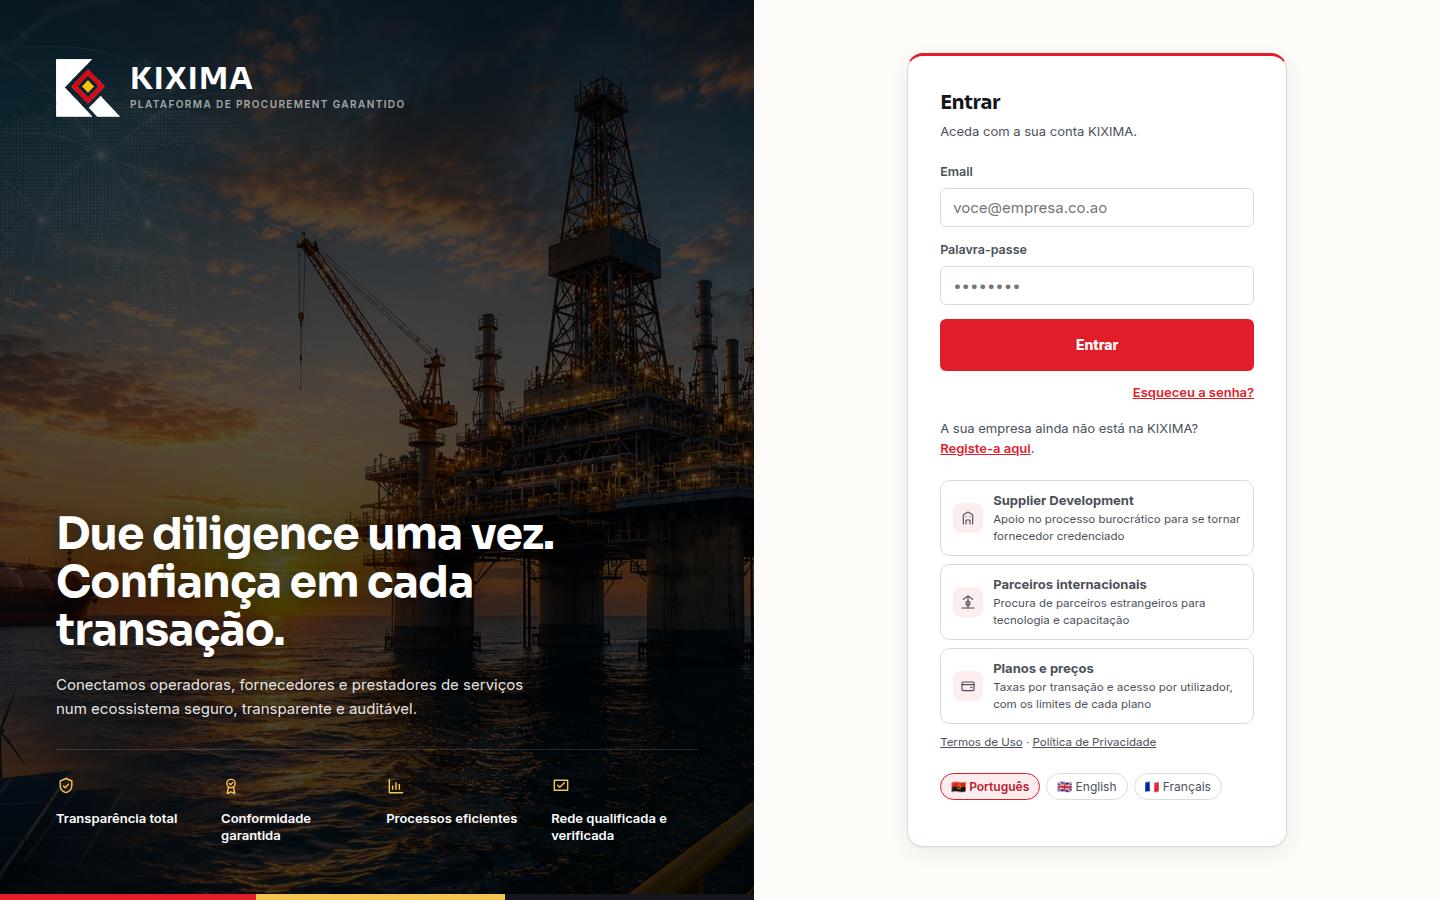 KIXIMA
PLATAFORMA DE PROCUREMENT GARANTIDO
Due diligence uma vez.
Confiança em cada
transação.
Conectamos operadoras, fornecedores e prestadores de serviços
num ecossistema seguro, transparente e auditável.
Transparência total
Conformidade
garantida
Processos eficientes
Rede qualificada e
verificada
Entrar
Aceda com a sua conta KIXIMA.
Email
voce@empresa.co.ao
Palavra-passe
••••••••
Entrar
Esqueceu a senha?
A sua empresa ainda não está na KIXIMA?
Registe-a aqui.
Supplier Development
Apoio no processo burocrático para se tornar
fornecedor credenciado
Parceiros internacionais
Procura de parceiros estrangeiros para
tecnologia e capacitação
Planos e preços
Taxas por transação e acesso por utilizador,
com os limites de cada plano
Termos de Uso · Política de Privacidade
🇦🇴 Português 🇬🇧 English 🇫🇷 Français